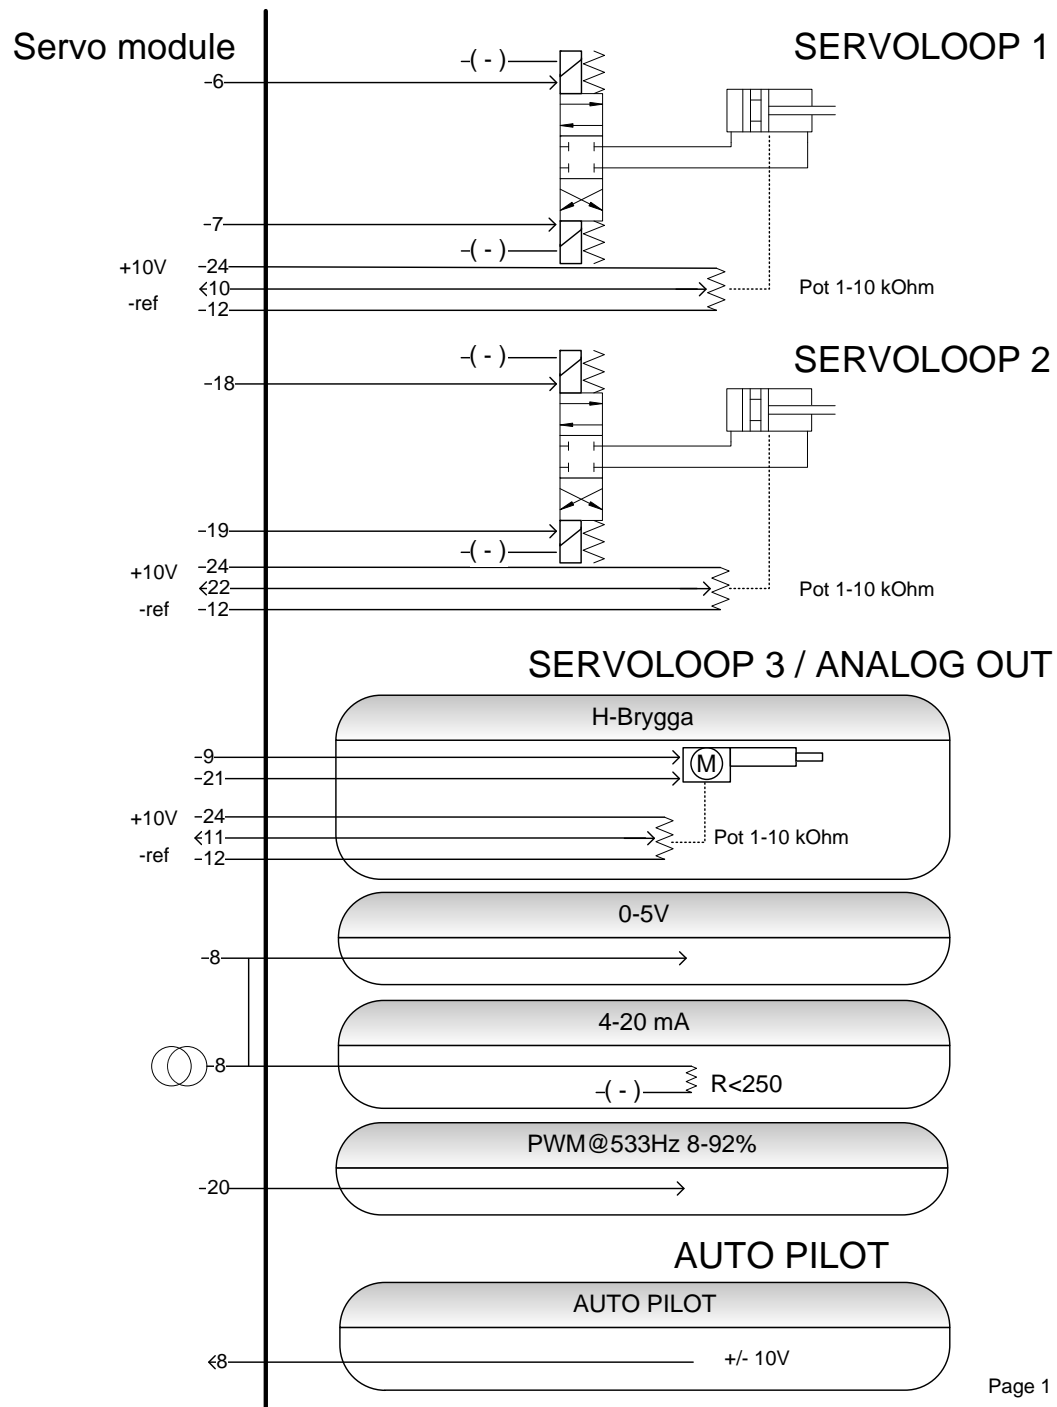 Servo module
SERVOLOOP 1
-( - )
-6
-7
-( - )
+10V -24
10
-ref -12
Pot 1-10 kOhm
SERVOLOOP 2
-( - )
-18
-19
-( - )
+10V -24
22
-ref -12
Pot 1-10 kOhm
SERVOLOOP 3 / ANALOG OUT
H-Brygga
-9
M
-21
+10V -24
11
-ref -12
Pot 1-10 kOhm
0-5V
-8
4-20 mA
-8
-( - )
R<250
PWM@533Hz 8-92%
-20
AUTO PILOT
AUTO PILOT
8
+/- 10V
Page 1